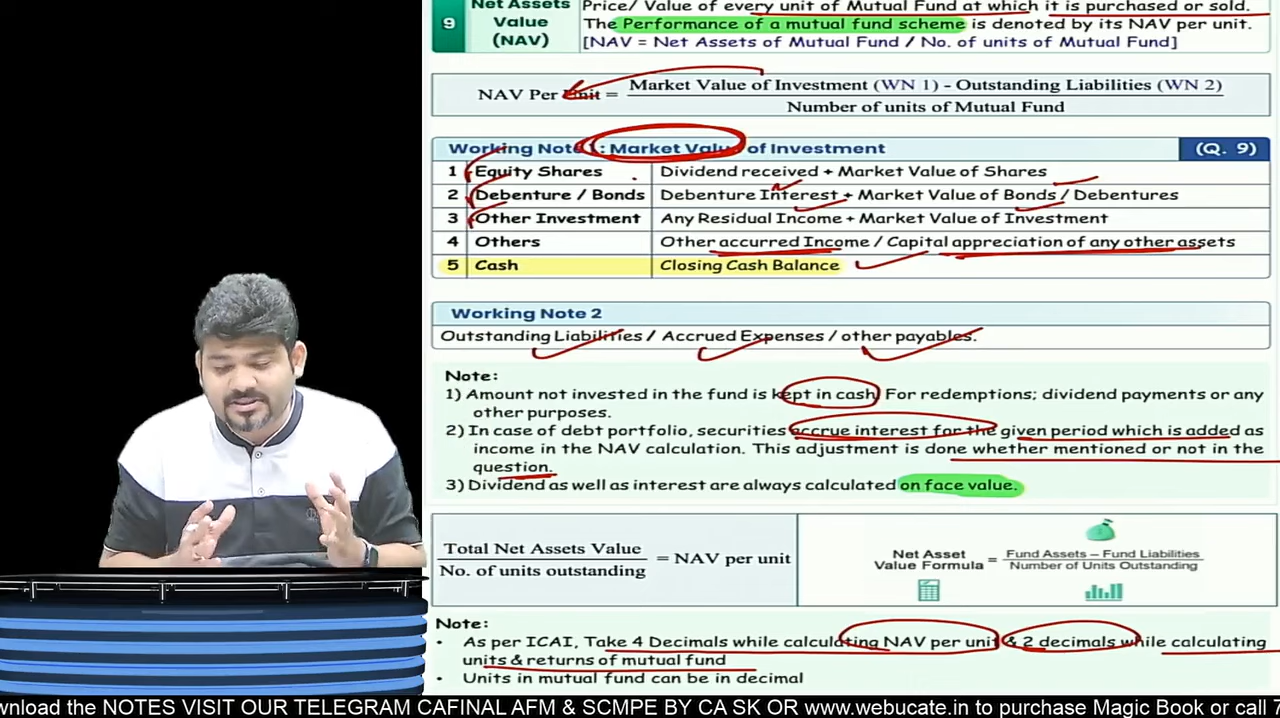 Net Assets
Price/ Value of every unit of Mutual Fund at which it is purchased or sold.
9
Value
The Performance of a mutual fund scheme is denoted by its NAV per unit.
(NAV)
[NAV = Net Assets of Mutual Fund / No. of units of Mutual Fund]
NAV Per Unit = Market Value of Investment (WN 1) - Outstanding Liabilities (WN 2)
Number of units of Mutual Fund
Working Note 1: Market Value of Investment (Q. 9)
1 Equity Shares Dividend received + Market Value of Shares
2 Debenture / Bonds Debenture Interest + Market Value of Bonds / Debentures
3 Other Investment Any Residual Income + Market Value of Investment
4 Others Other accurred Income / Capital appreciation of any other assets
5 Cash Closing Cash Balance
Working Note 2
Outstanding Liabilities / Accrued Expenses / other payables.
Note:
1) Amount not invested in the fund is kept in cash. For redemptions; dividend payments or any
other purposes.
2) In case of debt portfolio, securities accrue interest for the given period which is added as
income in the NAV calculation. This adjustment is done whether mentioned or not in the
question.
3) Dividend as well as interest are always calculated on face value.
Total Net Assets Value
No. of units outstanding
= NAV per unit
Net Asset
Value Formula
= Fund Assets – Fund Liabilities
Number of Units Outstanding
Note:
• As per ICAI, Take 4 Decimals while calculating NAV per unit & 2 decimals while calculating
units & returns of mutual fund
• Units in mutual fund can be in decimal
wnload the NOTES VISIT OUR TELEGRAM CAFINAL AFM & SCMPE BY CA SK OR www.webucate.in to purchase Magic Book or call 7